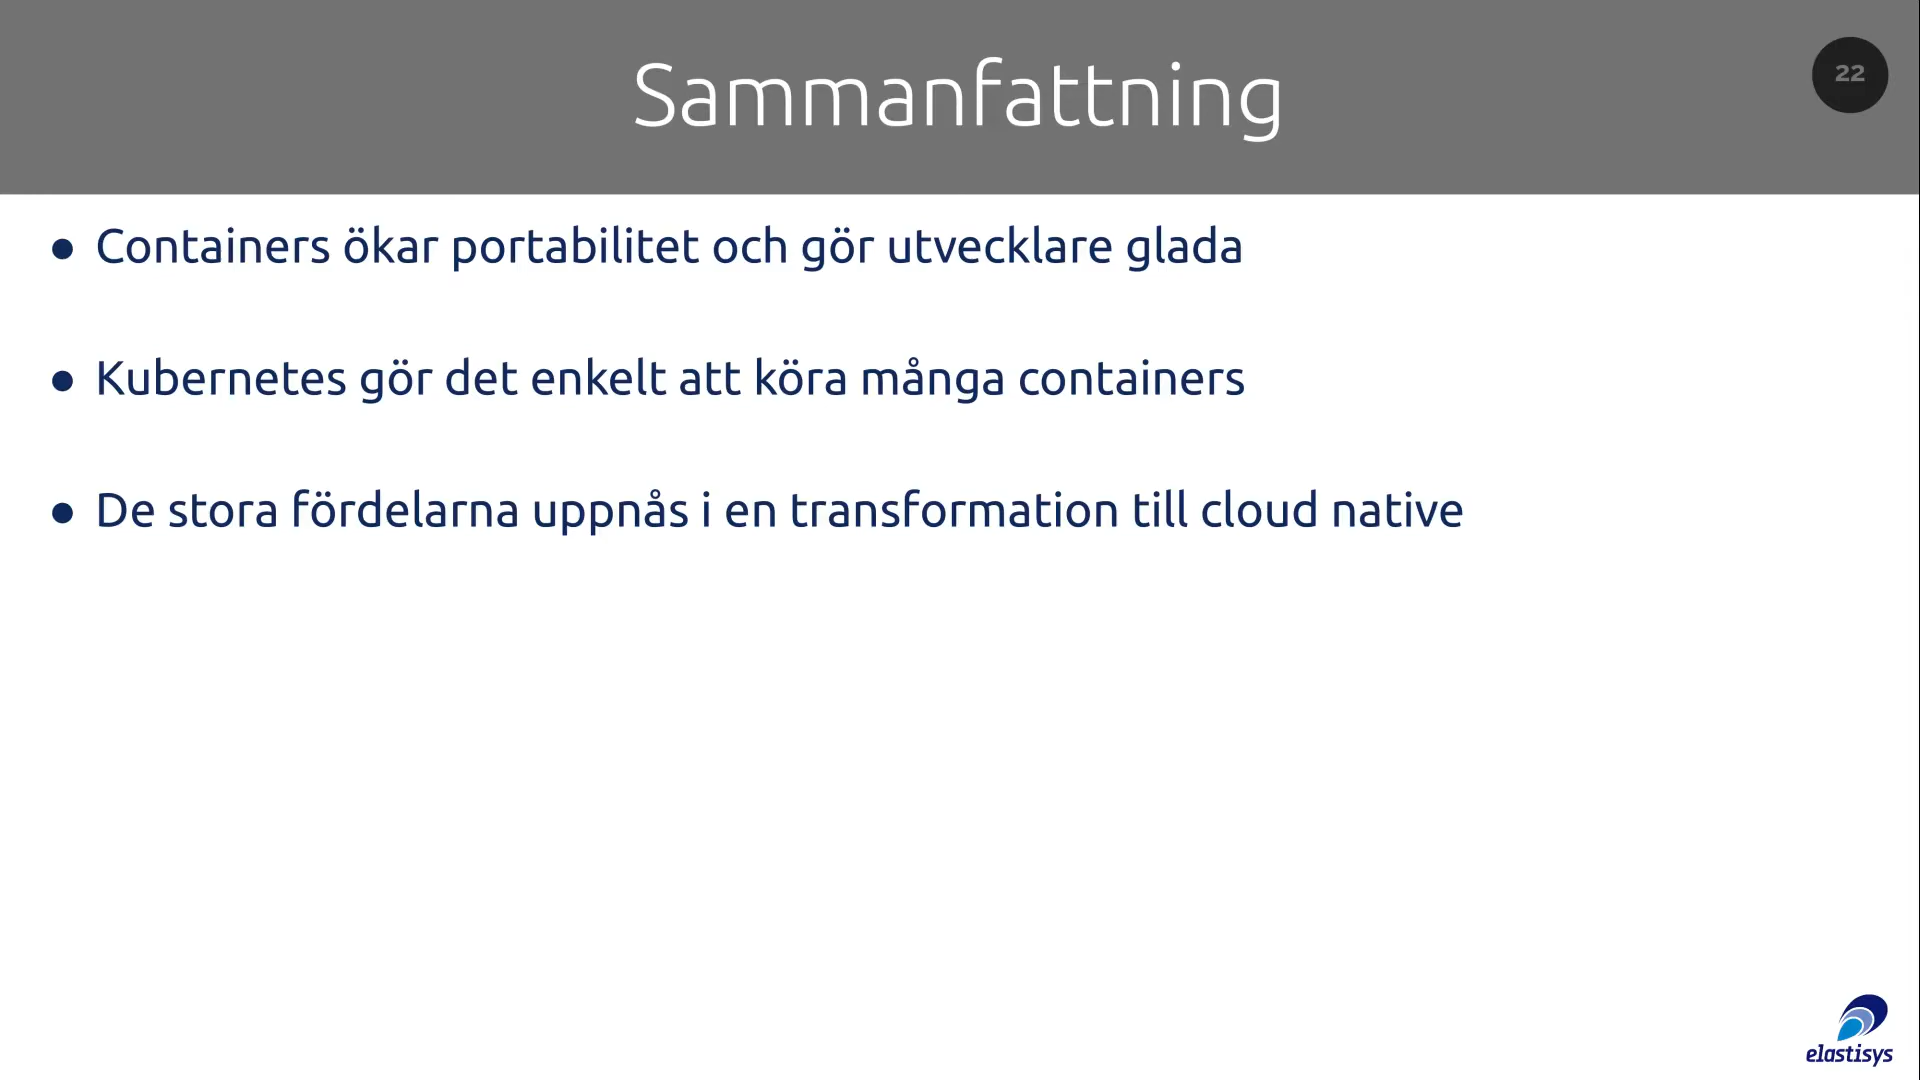 Sammanfattning
22
● Containers ökar portabilitet och gör utvecklare glada
● Kubernetes gör det enkelt att köra många containers
● De stora fördelarna uppnås i en transformation till cloud native
elastisys